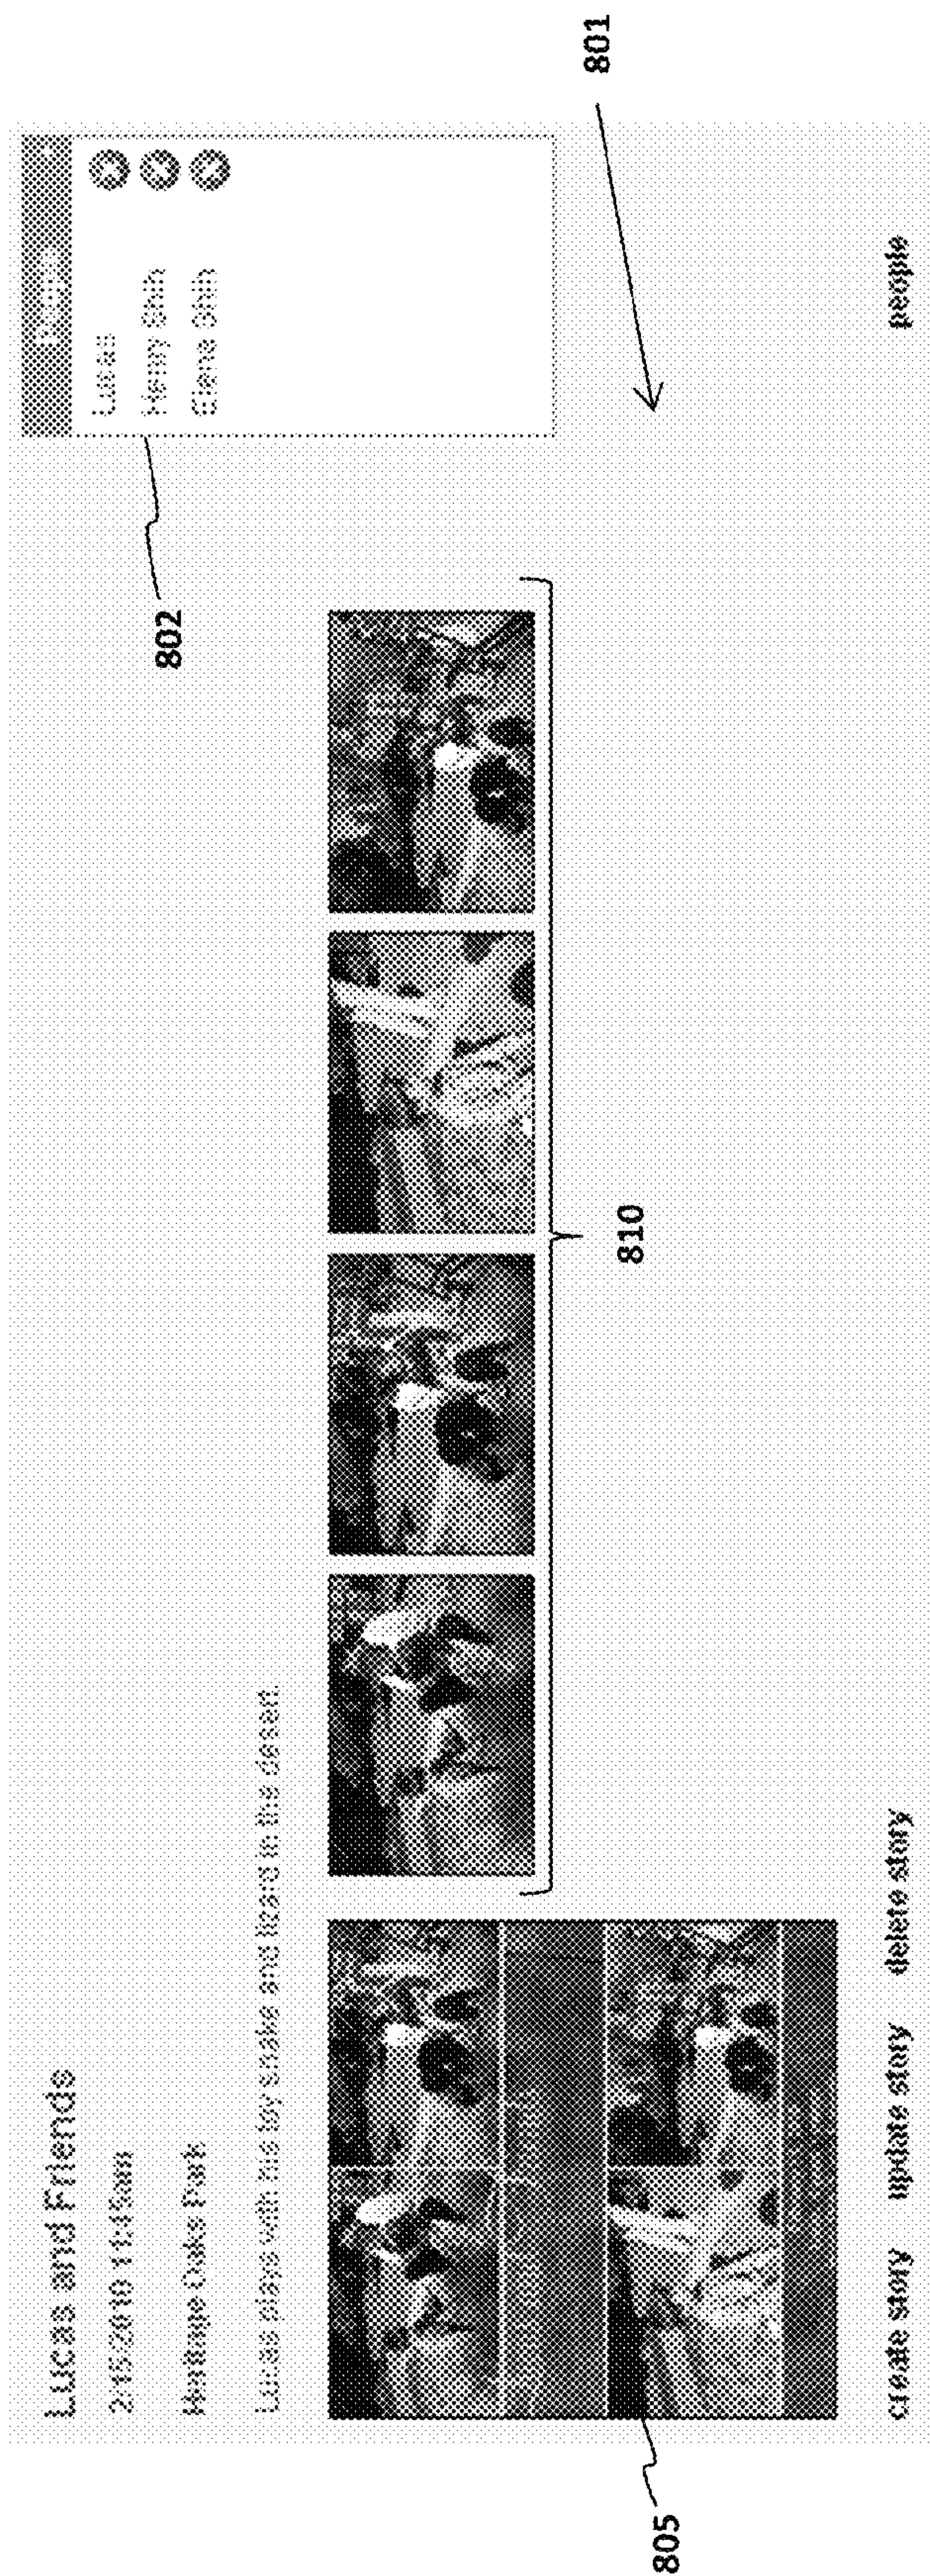 801
people
Lucas
Henry Shih
Elena Shih
802
Lucas and Friends
2-15-2010 11:45am
Heritage Oaks Park
Lucas plays with his toy snake and lizard in the desert.
810
805
create story update story delete story people